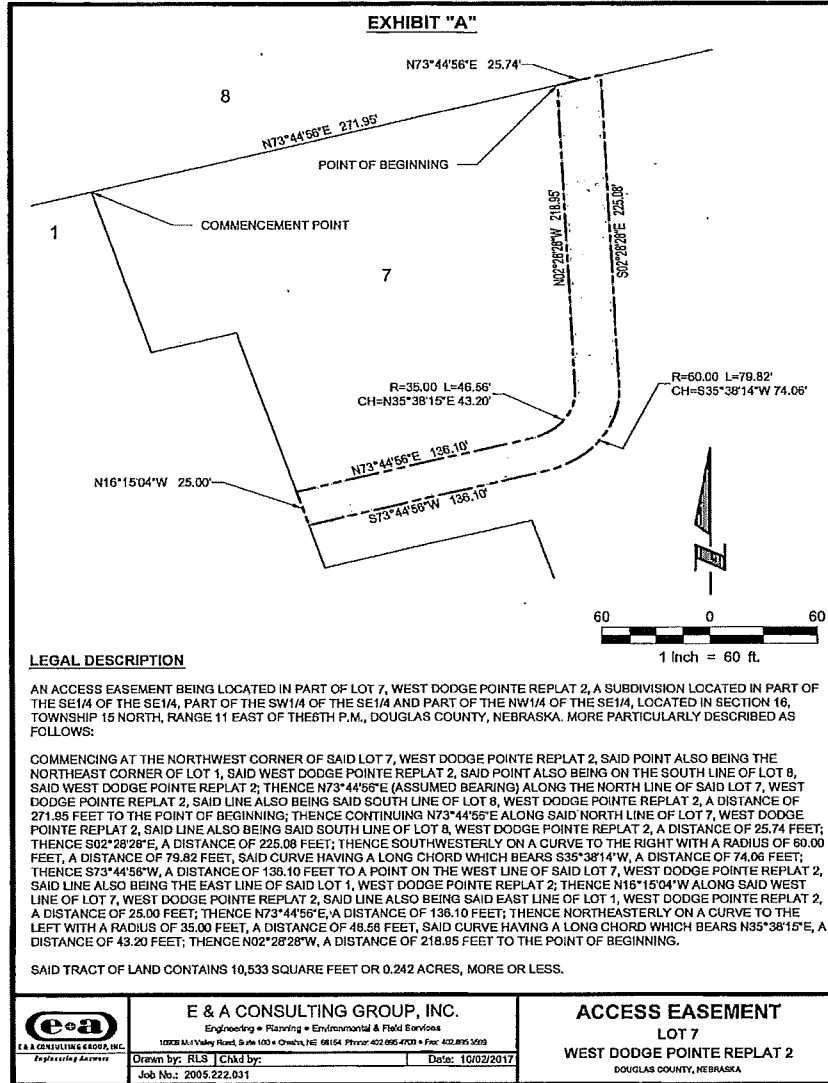 EXHIBIT "A"
N73°44'56"E 25.74'
8
N73°44'56"E 271.95'
POINT OF BEGINNING
COMMENCEMENT POINT
1
7
N02°28'28"W 218.95'
S02°28'28"E 225.08'
R=35.00 L=46.56'
CH=N35°38'15"E 43.20'
R=60.00 L=79.82'
CH=S35°38'14"W 74.06'
N73°44'56"E 136.10'
N16°15'04"W 25.00'
S73°44'56"W 136.10'
60 0 60
1 Inch = 60 ft.
LEGAL DESCRIPTION
AN ACCESS EASEMENT BEING LOCATED IN PART OF LOT 7, WEST DODGE POINTE REPLAT 2, A SUBDIVISION LOCATED IN PART OF
THE SE1/4 OF THE SE1/4, PART OF THE SW1/4 OF THE SE1/4 AND PART OF THE NW1/4 OF THE SE1/4, LOCATED IN SECTION 16,
TOWNSHIP 15 NORTH, RANGE 11 EAST OF THE6TH P.M., DOUGLAS COUNTY, NEBRASKA. MORE PARTICULARLY DESCRIBED AS
FOLLOWS:
COMMENCING AT THE NORTHWEST CORNER OF SAID LOT 7, WEST DODGE POINTE REPLAT 2, SAID POINT ALSO BEING THE
NORTHEAST CORNER OF LOT 1, SAID WEST DODGE POINTE REPLAT 2, SAID POINT ALSO BEING ON THE SOUTH LINE OF LOT 8,
SAID WEST DODGE POINTE REPLAT 2; THENCE N73°44'56"E (ASSUMED BEARING) ALONG THE NORTH LINE OF SAID LOT 7, WEST
DODGE POINTE REPLAT 2, SAID LINE ALSO BEING SAID SOUTH LINE OF LOT 8, WEST DODGE POINTE REPLAT 2, A DISTANCE OF
271.95 FEET TO THE POINT OF BEGINNING; THENCE CONTINUING N73°44'56"E ALONG SAID NORTH LINE OF LOT 7, WEST DODGE
POINTE REPLAT 2, SAID LINE ALSO BEING SAID SOUTH LINE OF LOT 8, WEST DODGE POINTE REPLAT 2, A DISTANCE OF 25.74 FEET;
THENCE S02°28'28"E, A DISTANCE OF 225.08 FEET; THENCE SOUTHWESTERLY ON A CURVE TO THE RIGHT WITH A RADIUS OF 60.00
FEET, A DISTANCE OF 79.82 FEET, SAID CURVE HAVING A LONG CHORD WHICH BEARS S35°38'14"W, A DISTANCE OF 74.06 FEET;
THENCE S73°44'56"W, A DISTANCE OF 136.10 FEET TO A POINT ON THE WEST LINE OF SAID LOT 7, WEST DODGE POINTE REPLAT 2,
SAID LINE ALSO BEING THE EAST LINE OF SAID LOT 1, WEST DODGE POINTE REPLAT 2; THENCE N16°15'04"W ALONG SAID WEST
LINE OF LOT 7, WEST DODGE POINTE REPLAT 2, SAID LINE ALSO BEING SAID EAST LINE OF LOT 1, WEST DODGE POINTE REPLAT 2,
A DISTANCE OF 25.00 FEET; THENCE N73°44'56"E, A DISTANCE OF 136.10 FEET; THENCE NORTHEASTERLY ON A CURVE TO THE
LEFT WITH A RADIUS OF 35.00 FEET, A DISTANCE OF 46.56 FEET, SAID CURVE HAVING A LONG CHORD WHICH BEARS N35°38'15"E, A
DISTANCE OF 43.20 FEET; THENCE N02°28'28"W, A DISTANCE OF 218.95 FEET TO THE POINT OF BEGINNING.
SAID TRACT OF LAND CONTAINS 10,533 SQUARE FEET OR 0.242 ACRES, MORE OR LESS.
e+a
E & A CONSULTING GROUP, INC.
Engineering Answers
E & A CONSULTING GROUP, INC.
Engineering • Planning • Environmental & Field Services
10909 Mill Valley Road, Suite 100 • Omaha, NE 68154 Phone: 402.895.4700 • Fax: 402.895.3599
Drawn by: RLS Chkd by: Date: 10/02/2017
Job No.: 2005.222.031
ACCESS EASEMENT
LOT 7
WEST DODGE POINTE REPLAT 2
DOUGLAS COUNTY, NEBRASKA